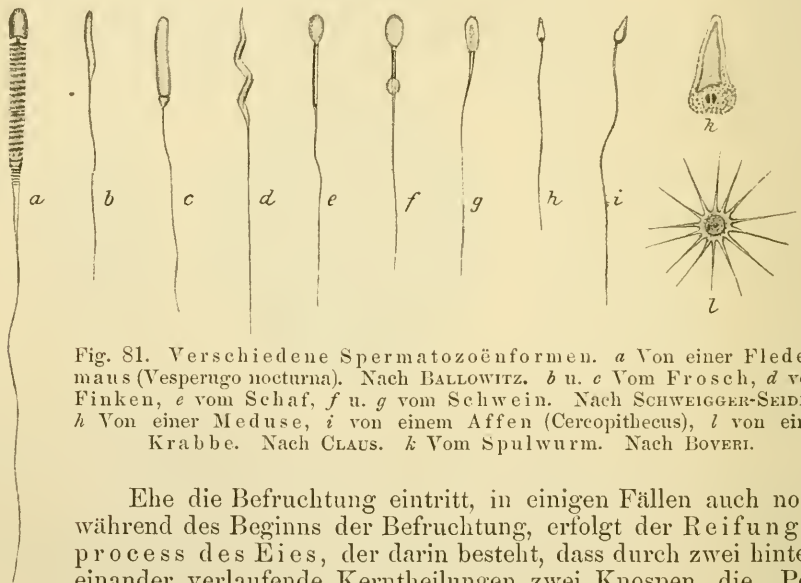 a b c d e f g h i k
l
Fig. 81. Verschiedene Spermatozoënformen. a Von einer Flede
maus (Vesperugo nocturna). Nach BALLOWITZ. b u. c Vom Frosch, d v
Finken, e vom Schaf, f u. g vom Schwein. Nach SCHWEIGGER-SEID
h Von einer Meduse, i von einem Affen (Cercopithecus), l von ein
Krabbe. Nach CLAUS. k Vom Spulwurm. Nach BOVERI.
Ehe die Befruchtung eintritt, in einigen Fällen auch no
während des Beginns der Befruchtung, erfolgt der Reifung
process des Eies, der darin besteht, dass durch zwei hinte
einander verlaufende Kerntheilungen zwei Knospen, die